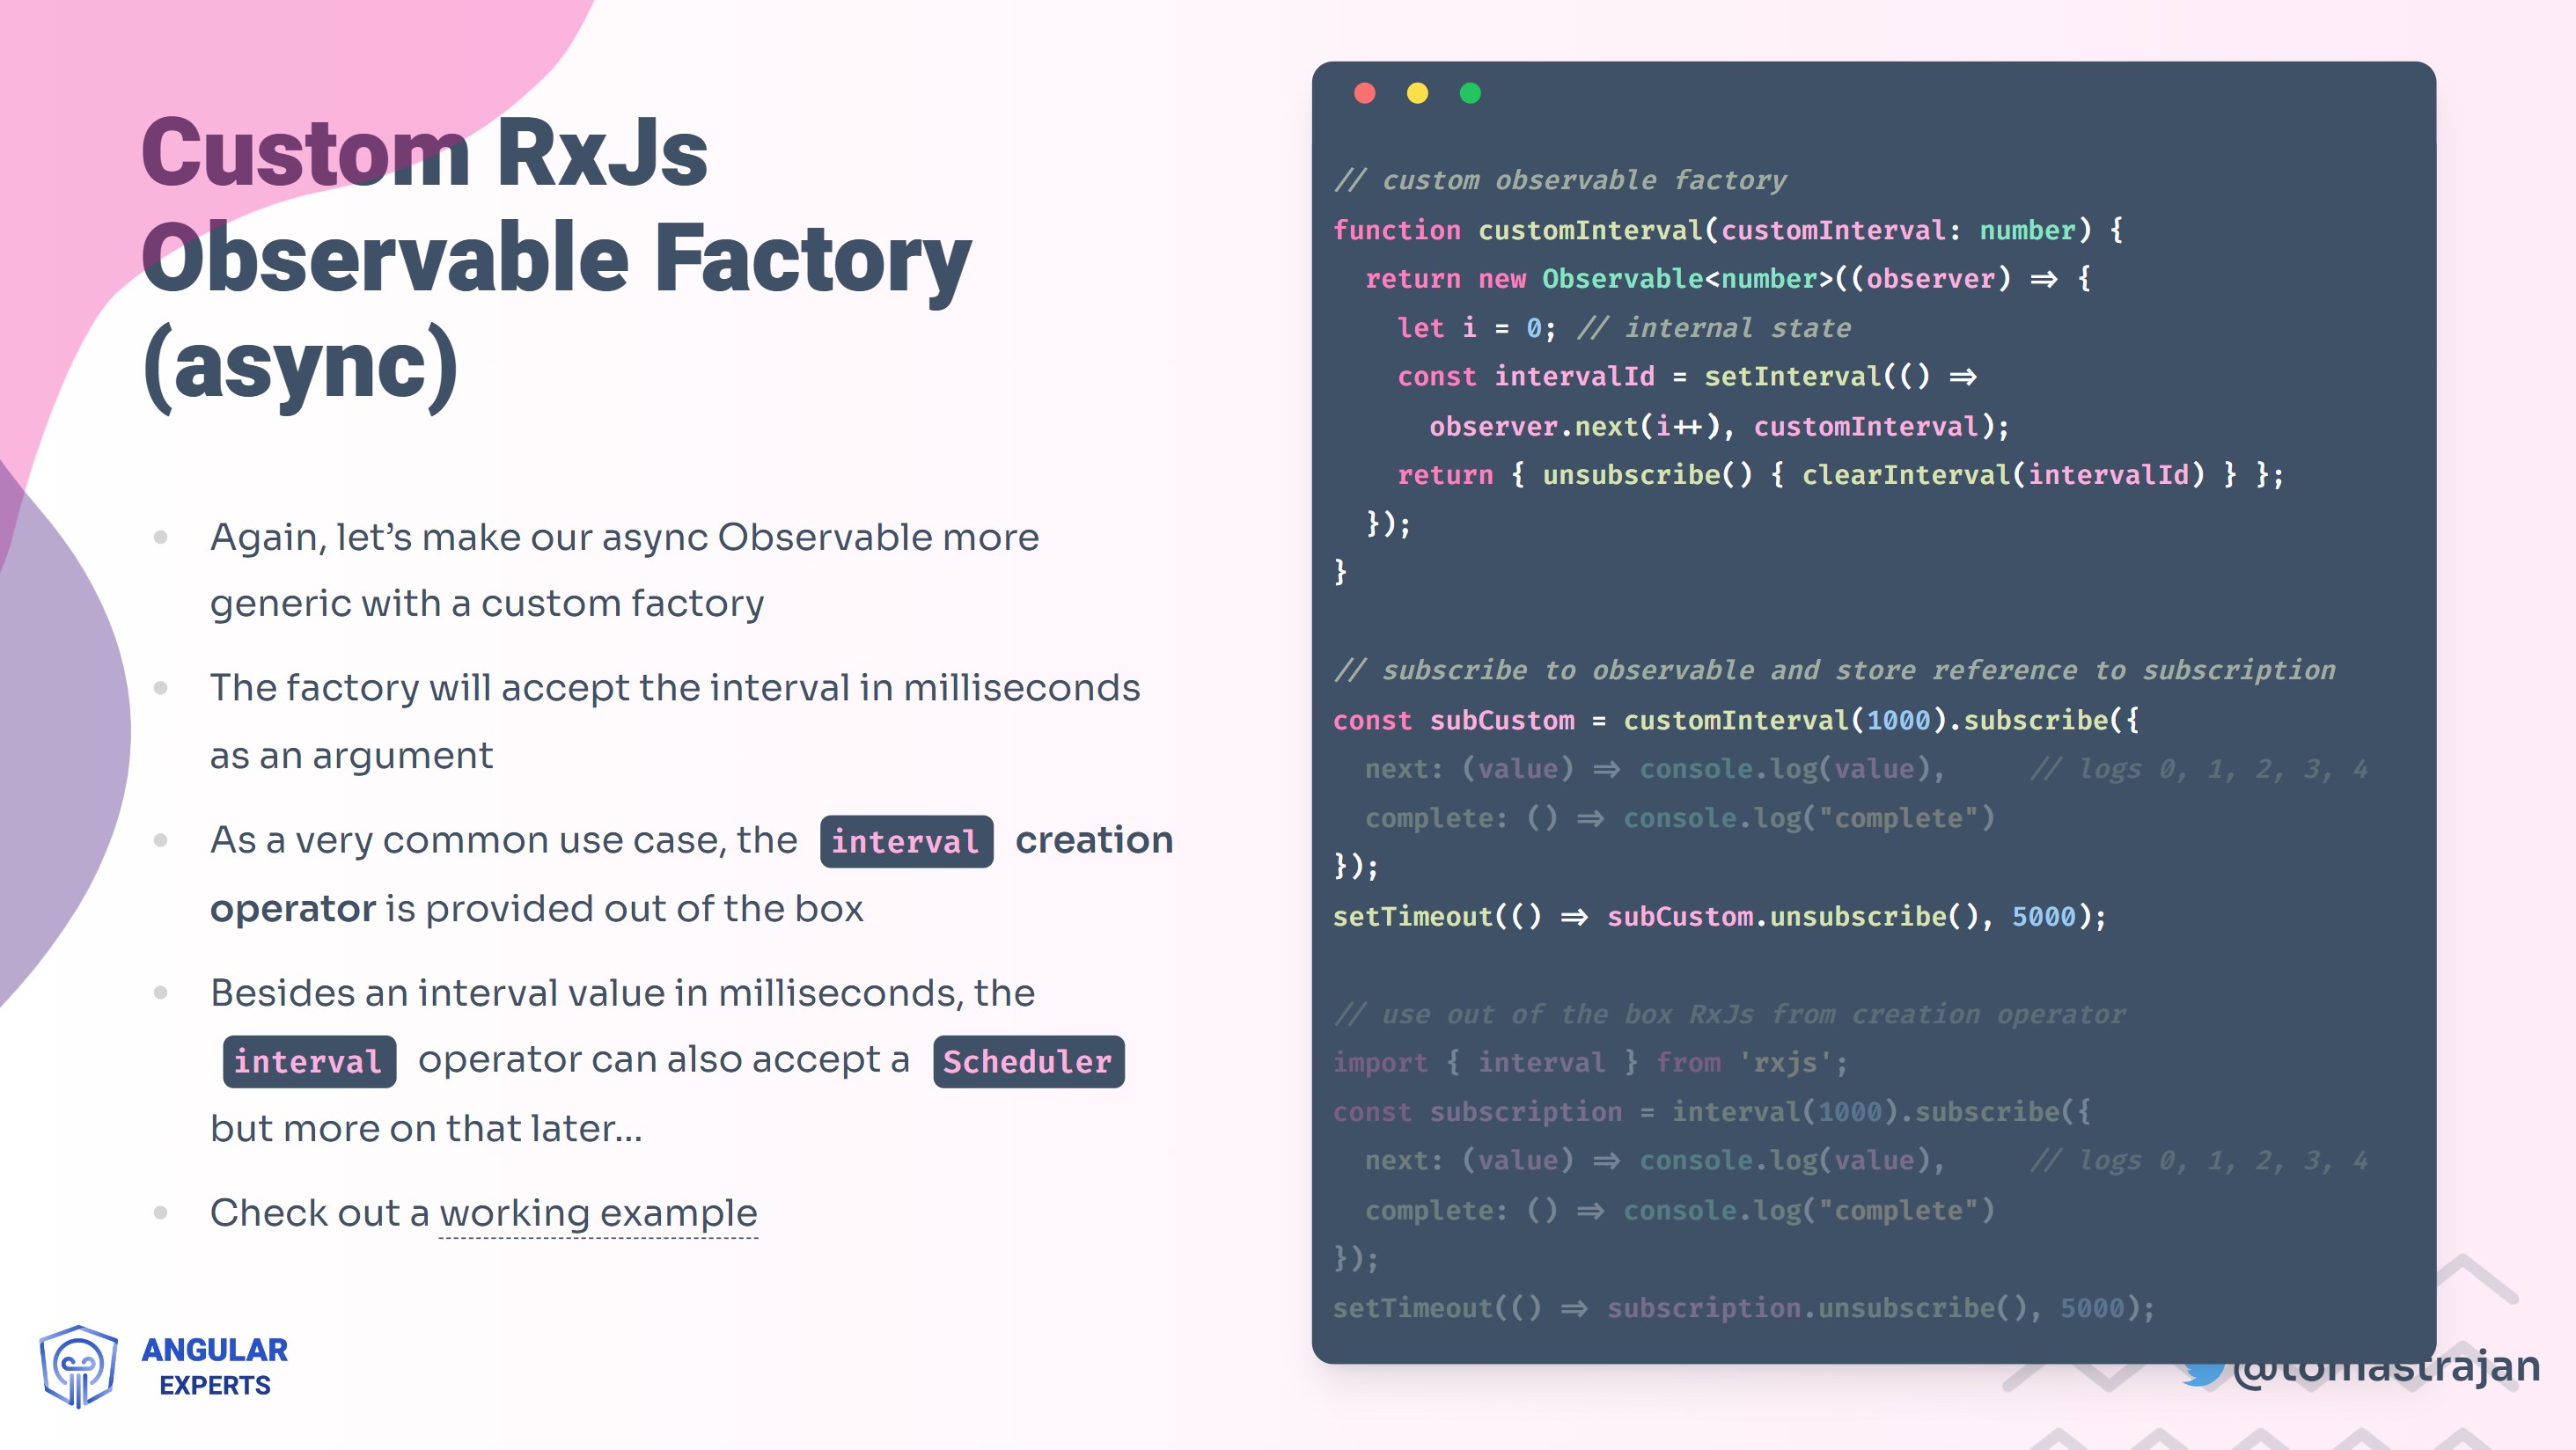 Custom RxJs
Observable Factory
(async)
Again, let’s make our async Observable more
generic with a custom factory
The factory will accept the interval in milliseconds
as an argument
As a very common use case, the interval creation
operator is provided out of the box
Besides an interval value in milliseconds, the
interval operator can also accept a Scheduler
but more on that later...
Check out a working example
ANGULAR
EXPERTS
// custom observable factory
function customInterval(customInterval: number) {
  return new Observable<number>((observer) => {
    let i = 0; // internal state
    const intervalId = setInterval(() =>
      observer.next(i++), customInterval);
    return { unsubscribe() { clearInterval(intervalId) } };
  });
}
// subscribe to observable and store reference to subscription
const subCustom = customInterval(1000).subscribe({
  next: (value) => console.log(value),     // logs 0, 1, 2, 3, 4
  complete: () => console.log("complete")
});
setTimeout(() => subCustom.unsubscribe(), 5000);
// use out of the box RxJs from creation operator
import { interval } from 'rxjs';
const subscription = interval(1000).subscribe({
  next: (value) => console.log(value),     // logs 0, 1, 2, 3, 4
  complete: () => console.log("complete")
});
setTimeout(() => subscription.unsubscribe(), 5000);
@tomastrajan